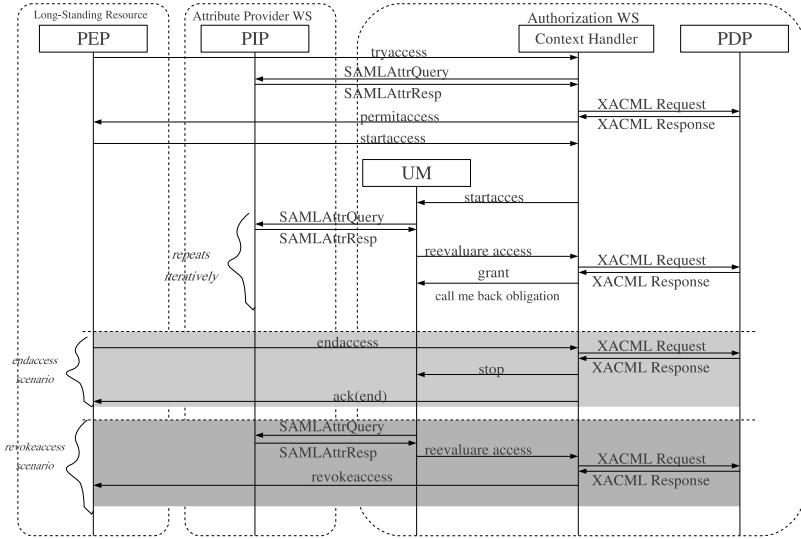 Long-Standing Resource
Attribute Provider WS
Authorization WS
PEP
PIP
Context Handler
PDP
tryaccess
SAMLAttrQuery
SAMLAttrResp
XACML Request
permitaccess
XACML Response
startaccess
UM
startacces
SAMLAttrQuery
SAMLAttrResp
repeats
iteratively
reevaluare access
XACML Request
grant
XACML Response
call me back obligation
endaccess
scenario
endaccess
XACML Request
XACML Response
stop
ack(end)
revokeaccess
scenario
SAMLAttrQuery
SAMLAttrResp
reevaluare access
XACML Request
revokeaccess
XACML Response